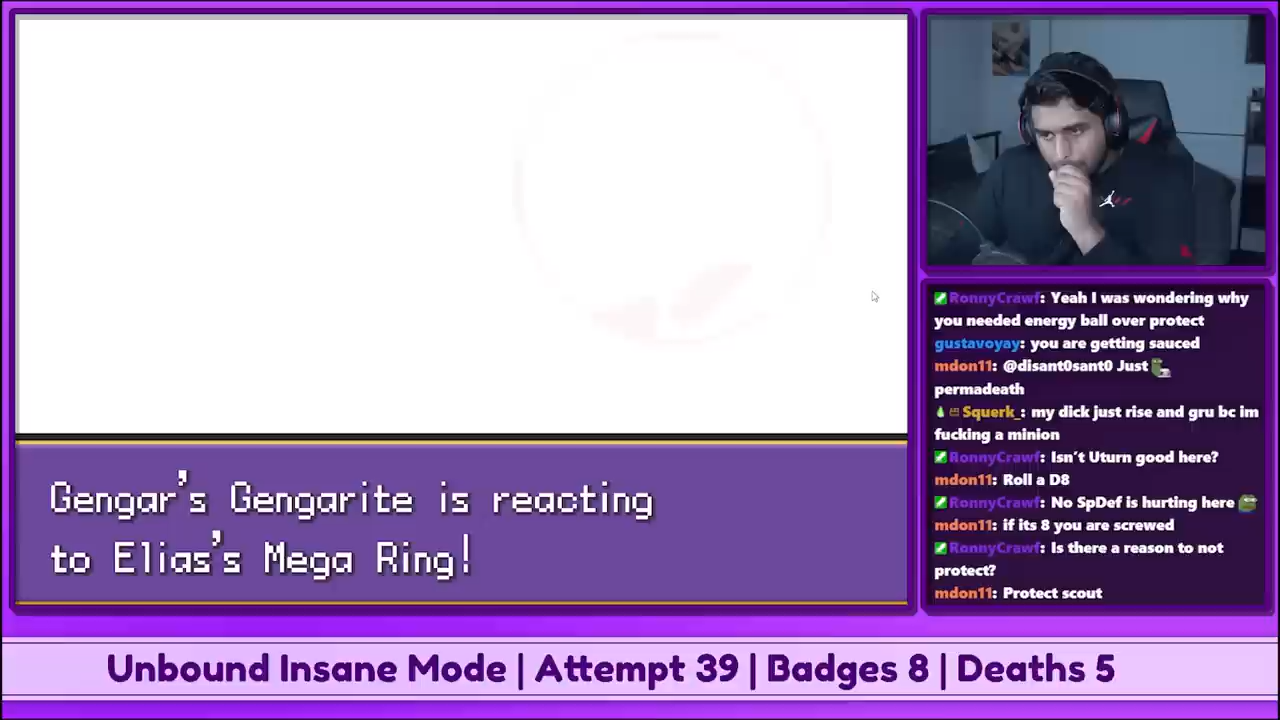 Gengar's Gengarite is reacting
to Elias's Mega Ring!
RonnyCrawf: Yeah I was wondering why
you needed energy ball over protect
gustavoyay: you are getting sauced
mdon11: @disant0sant0 Just
permadeath
Squerk_: my dick just rise and gru bc im
fucking a minion
RonnyCrawf: Isn't Uturn good here?
mdon11: Roll a D8
RonnyCrawf: No SpDef is hurting here
mdon11: if its 8 you are screwed
RonnyCrawf: Is there a reason to not
protect?
mdon11: Protect scout
Unbound Insane Mode | Attempt 39 | Badges 8 | Deaths 5